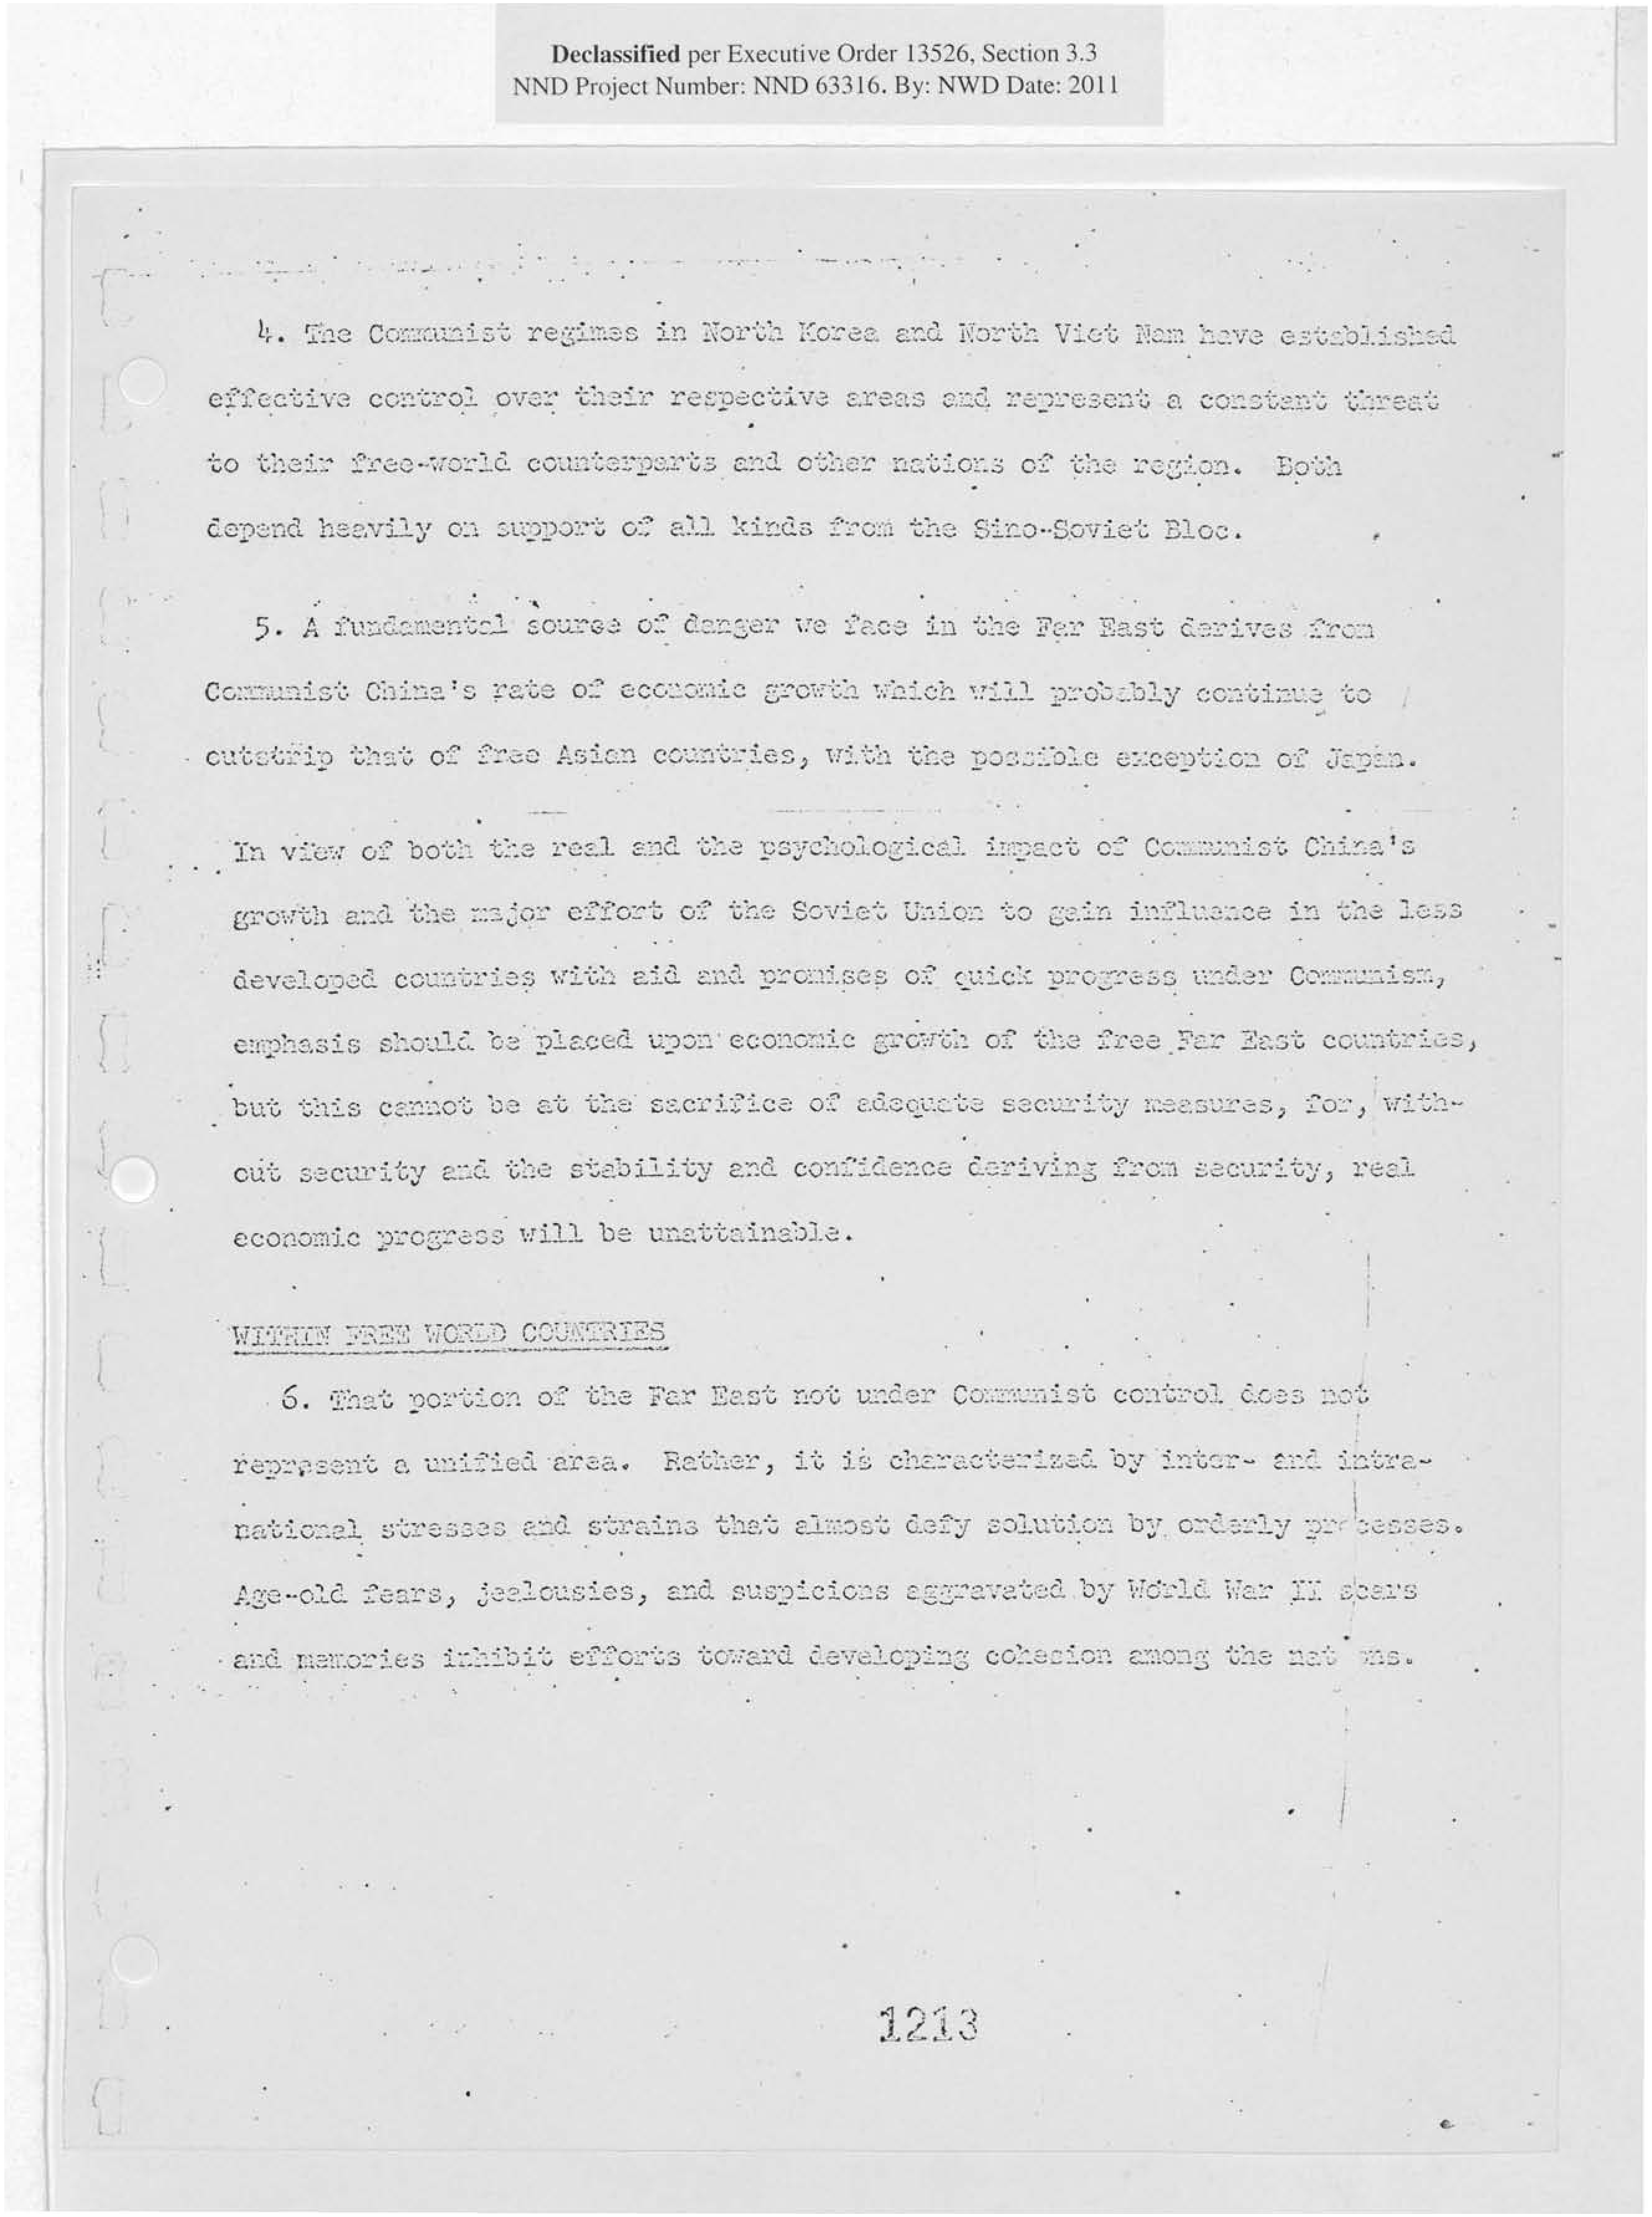 Declassified per Executive Order 13526, Section 3.3
NND Project Number: NND 63316. By: NWD Date: 2011
4. The Communist regimes in North Korea and North Viet Nam have established
effective control over their respective areas and represent a constant threat
to their free-world counterparts and other nations of the region. Both
depend heavily on support of all kinds from the Sino-Soviet Bloc.
5. A fundamental source of danger we face in the Far East derives from
Communist China's rate of economic growth which will probably continue to
outstrip that of free Asian countries, with the possible exception of Japan.
In view of both the real and the psychological impact of Communist China's
growth and the major effort of the Soviet Union to gain influence in the less
developed countries with aid and promises of quick progress under Communism,
emphasis should be placed upon economic growth of the free Far East countries,
but this cannot be at the sacrifice of adequate security measures, for, with-
out security and the stability and confidence deriving from security, real
economic progress will be unattainable.
WITHIN FREE WORLD COUNTRIES
6. That portion of the Far East not under Communist control does not
represent a unified area. Rather, it is characterized by inter- and intra-
national stresses and strains that almost defy solution by orderly processes.
Age-old fears, jealousies, and suspicions aggravated by World War II scars
and memories inhibit efforts toward developing cohesion among the nations.
1213